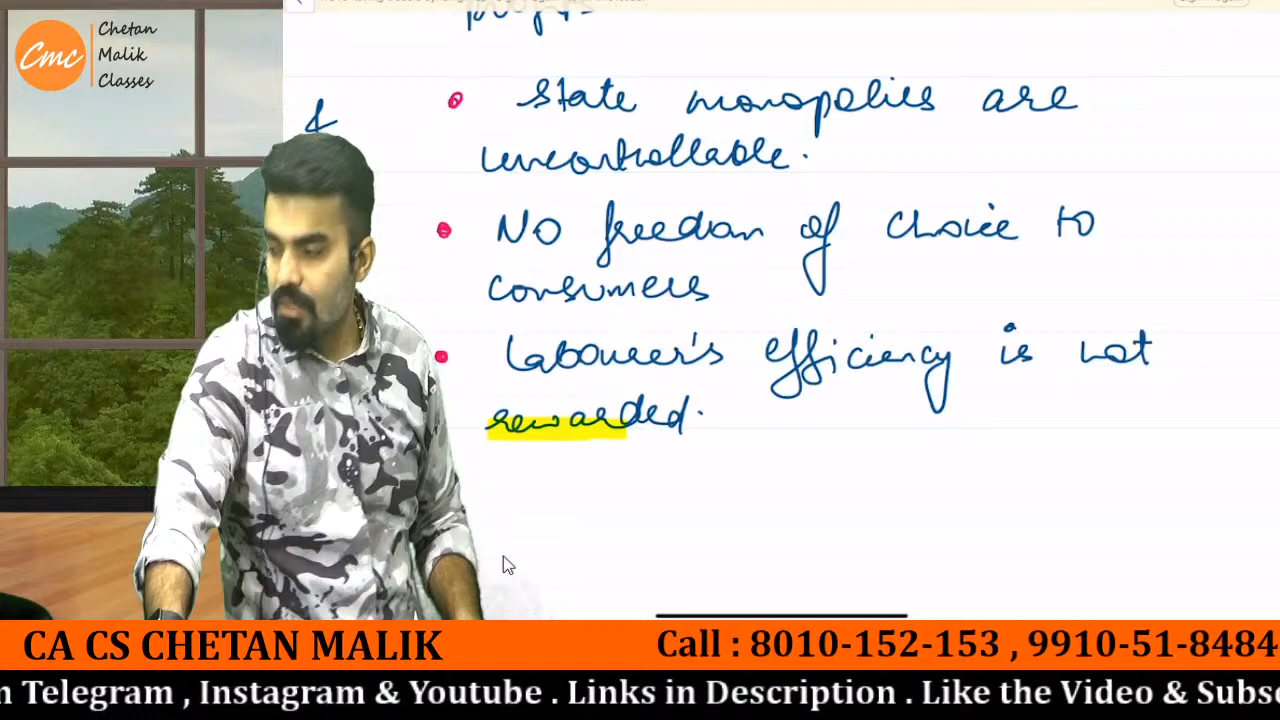 Chetan
Malik
Classes
CMC
&
• State monopolies are
uncontrollable.
• No freedom of choice to
consumers
• Labourer's efficiency is not
rewarded.
CA CS CHETAN MALIK
Call : 8010-152-153 , 9910-51-8484
Telegram , Instagram & Youtube . Links in Description . Like the Video &